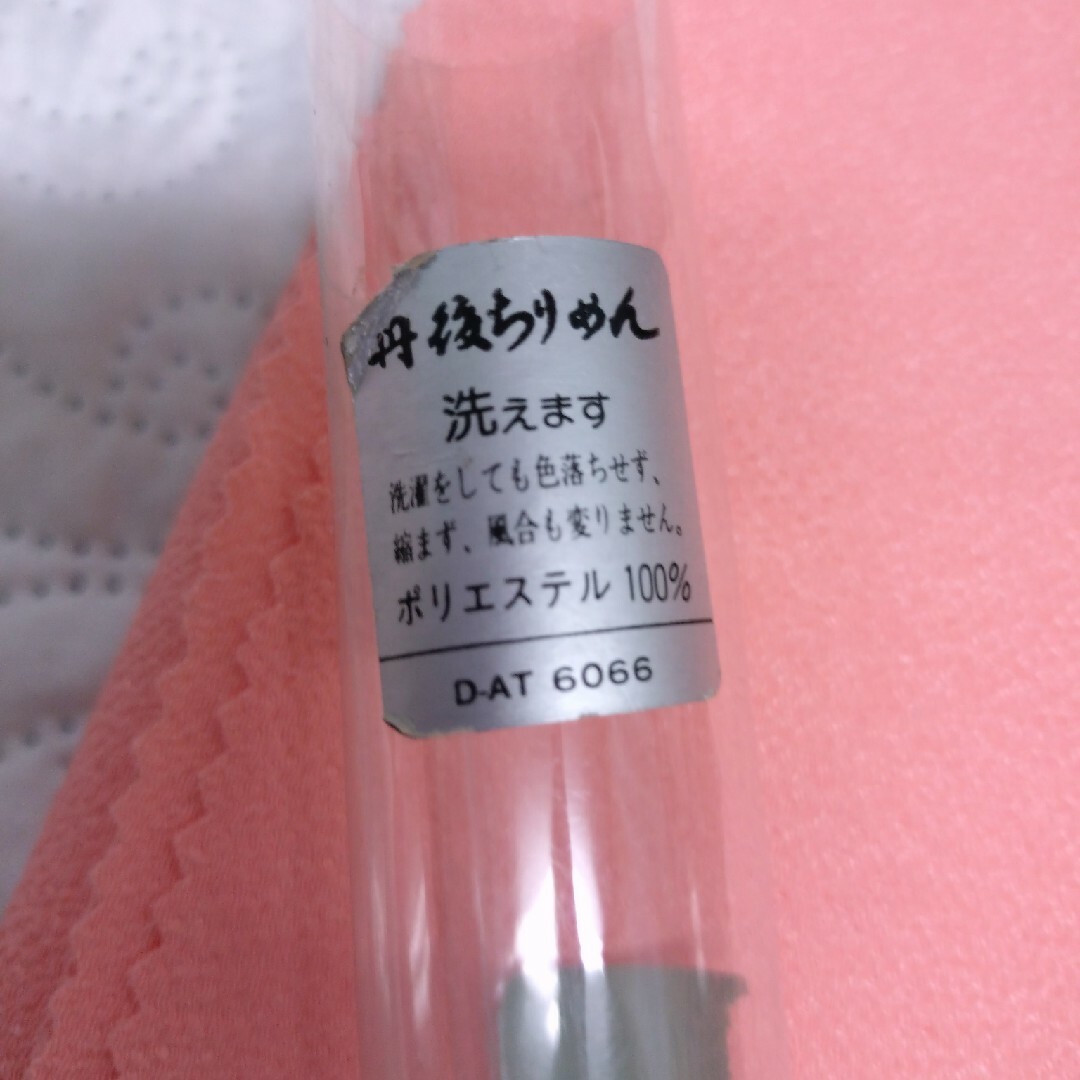 丹後ちりめん
洗えます
洗濯をしても色落ちせず、
縮まず、風合も変りません。
ポリエステル 100%
D-AT 6066